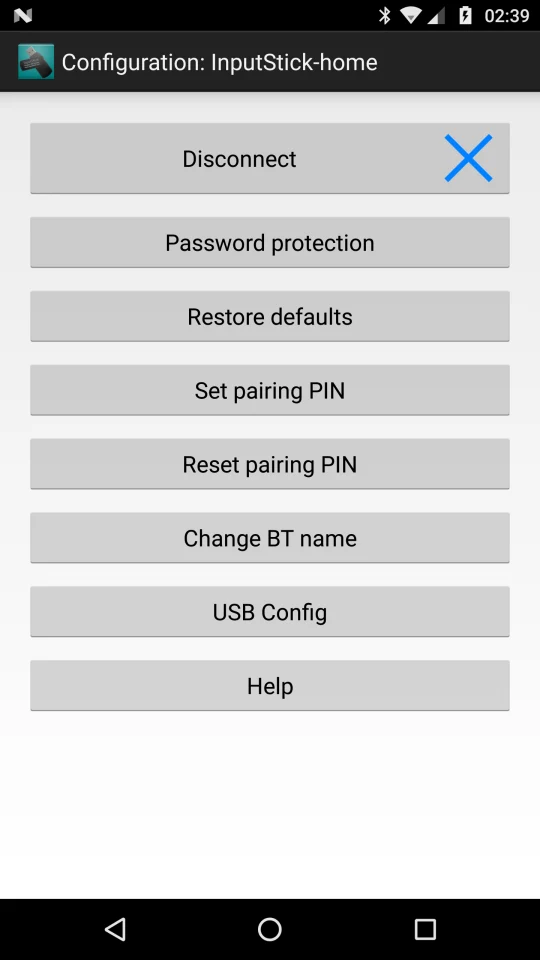 02:39
Configuration: InputStick-home
Disconnect
Password protection
Restore defaults
Set pairing PIN
Reset pairing PIN
Change BT name
USB Config
Help